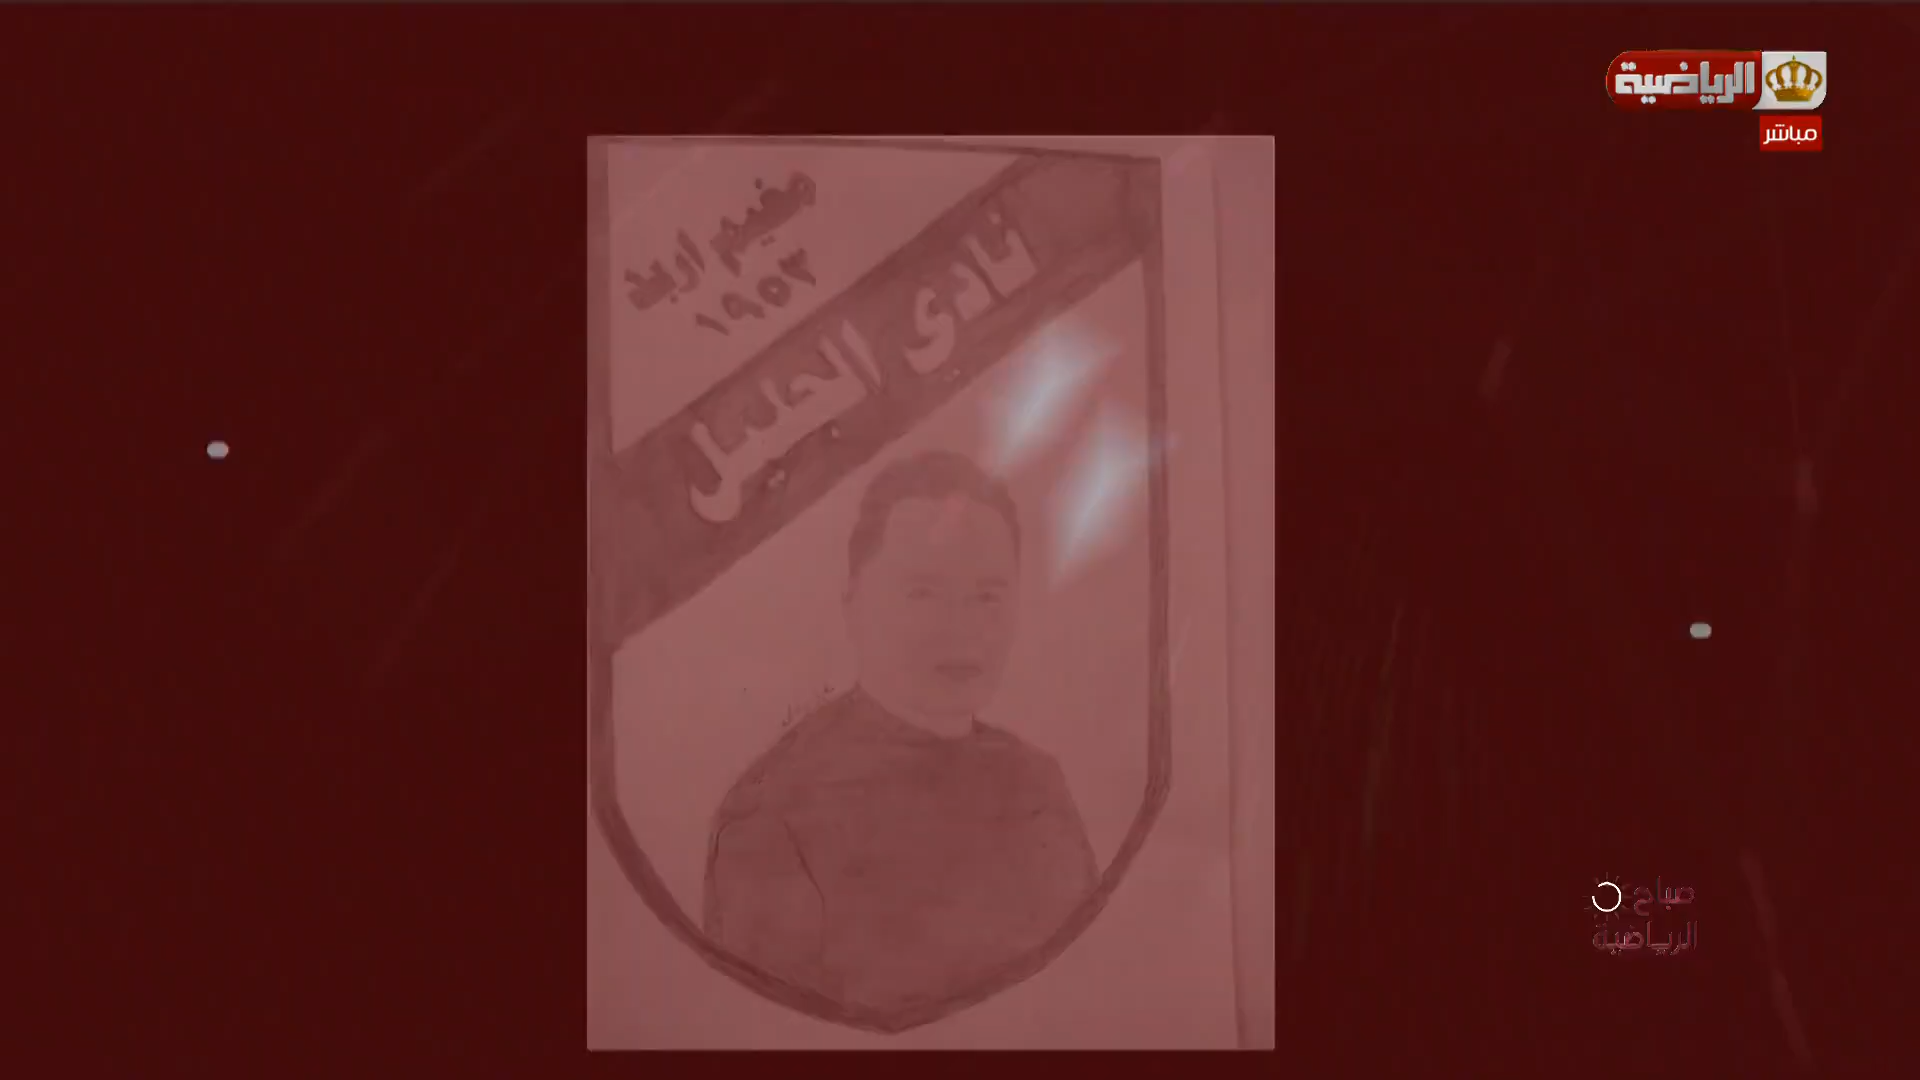 الرياضية
مباشر
مخيم اربد
١٩٥٣
نادي الجليل
صباح
الرياضية